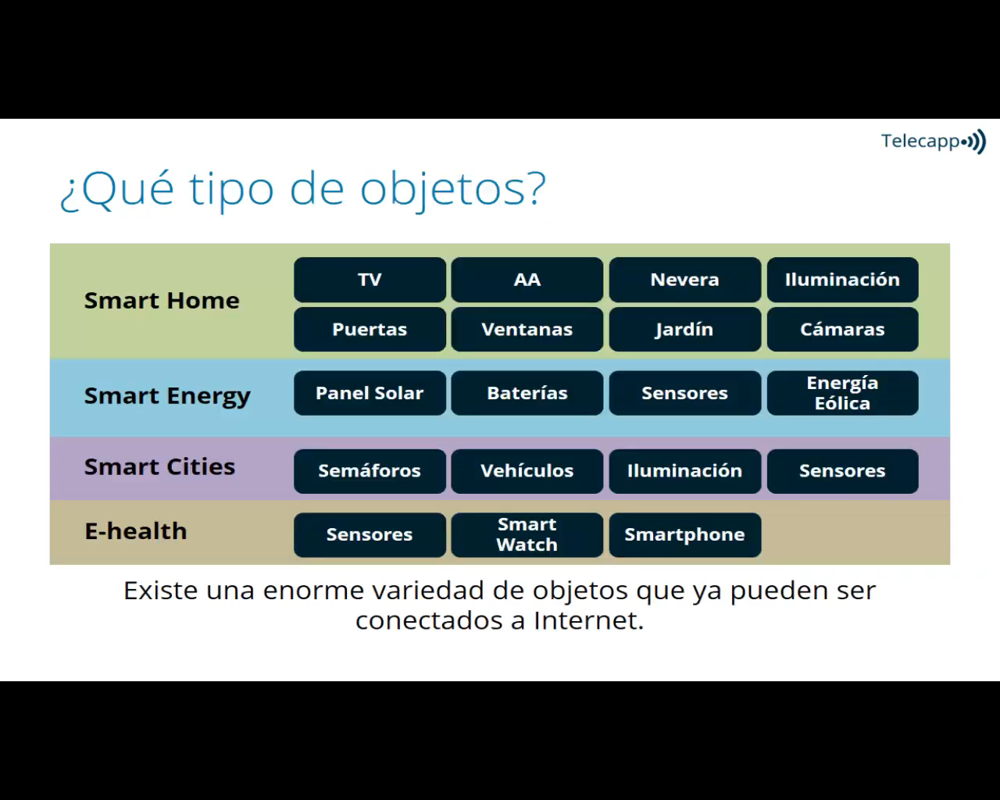 Telecapp
¿Qué tipo de objetos?
Smart Home
TV
AA
Nevera
Iluminación
Puertas
Ventanas
Jardín
Cámaras
Smart Energy
Panel Solar
Baterías
Sensores
Energía
Eólica
Smart Cities
Semáforos
Vehículos
Iluminación
Sensores
E-health
Sensores
Smart
Watch
Smartphone
Existe una enorme variedad de objetos que ya pueden ser
conectados a Internet.